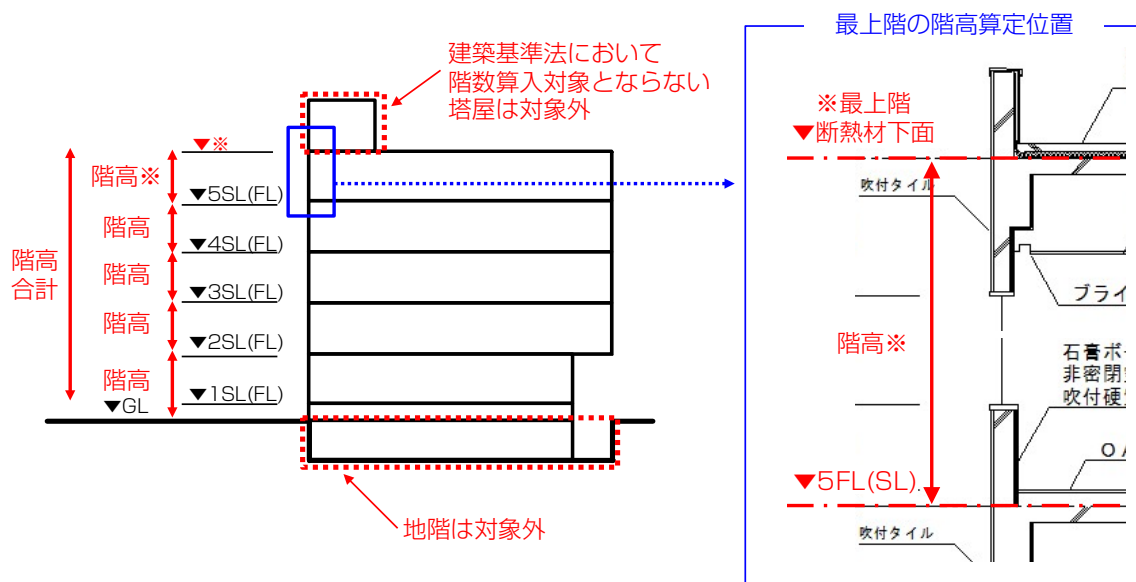 建築基準法において
階数算入対象とならない
塔屋は対象外
▼※
階高※
▼5SL(FL)
階高
▼4SL(FL)
階高
合計
階高
▼3SL(FL)
階高
▼2SL(FL)
階高
▼1SL(FL)
▼GL
地階は対象外
最上階の階高算定位置
※最上階
▼断熱材下面
吹付タイル
ブライ
階高※
石膏ボ
非密閉
吹付硬
OA
▼5FL(SL)
吹付タイル